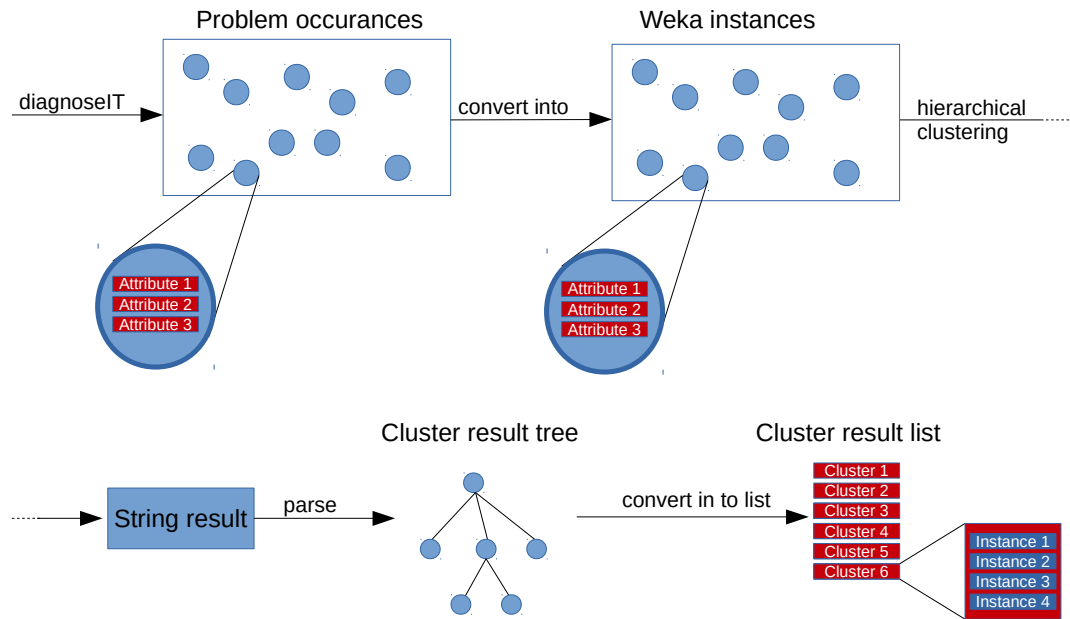 Problem occurances
Weka instances
diagnoseIT
convert into
hierarchical
clustering
Attribute 1
Attribute 2
Attribute 3
Attribute 1
Attribute 2
Attribute 3
Cluster result tree
Cluster result list
String result
parse
convert in to list
Cluster 1
Cluster 2
Cluster 3
Cluster 4
Cluster 5
Cluster 6
Instance 1
Instance 2
Instance 3
Instance 4